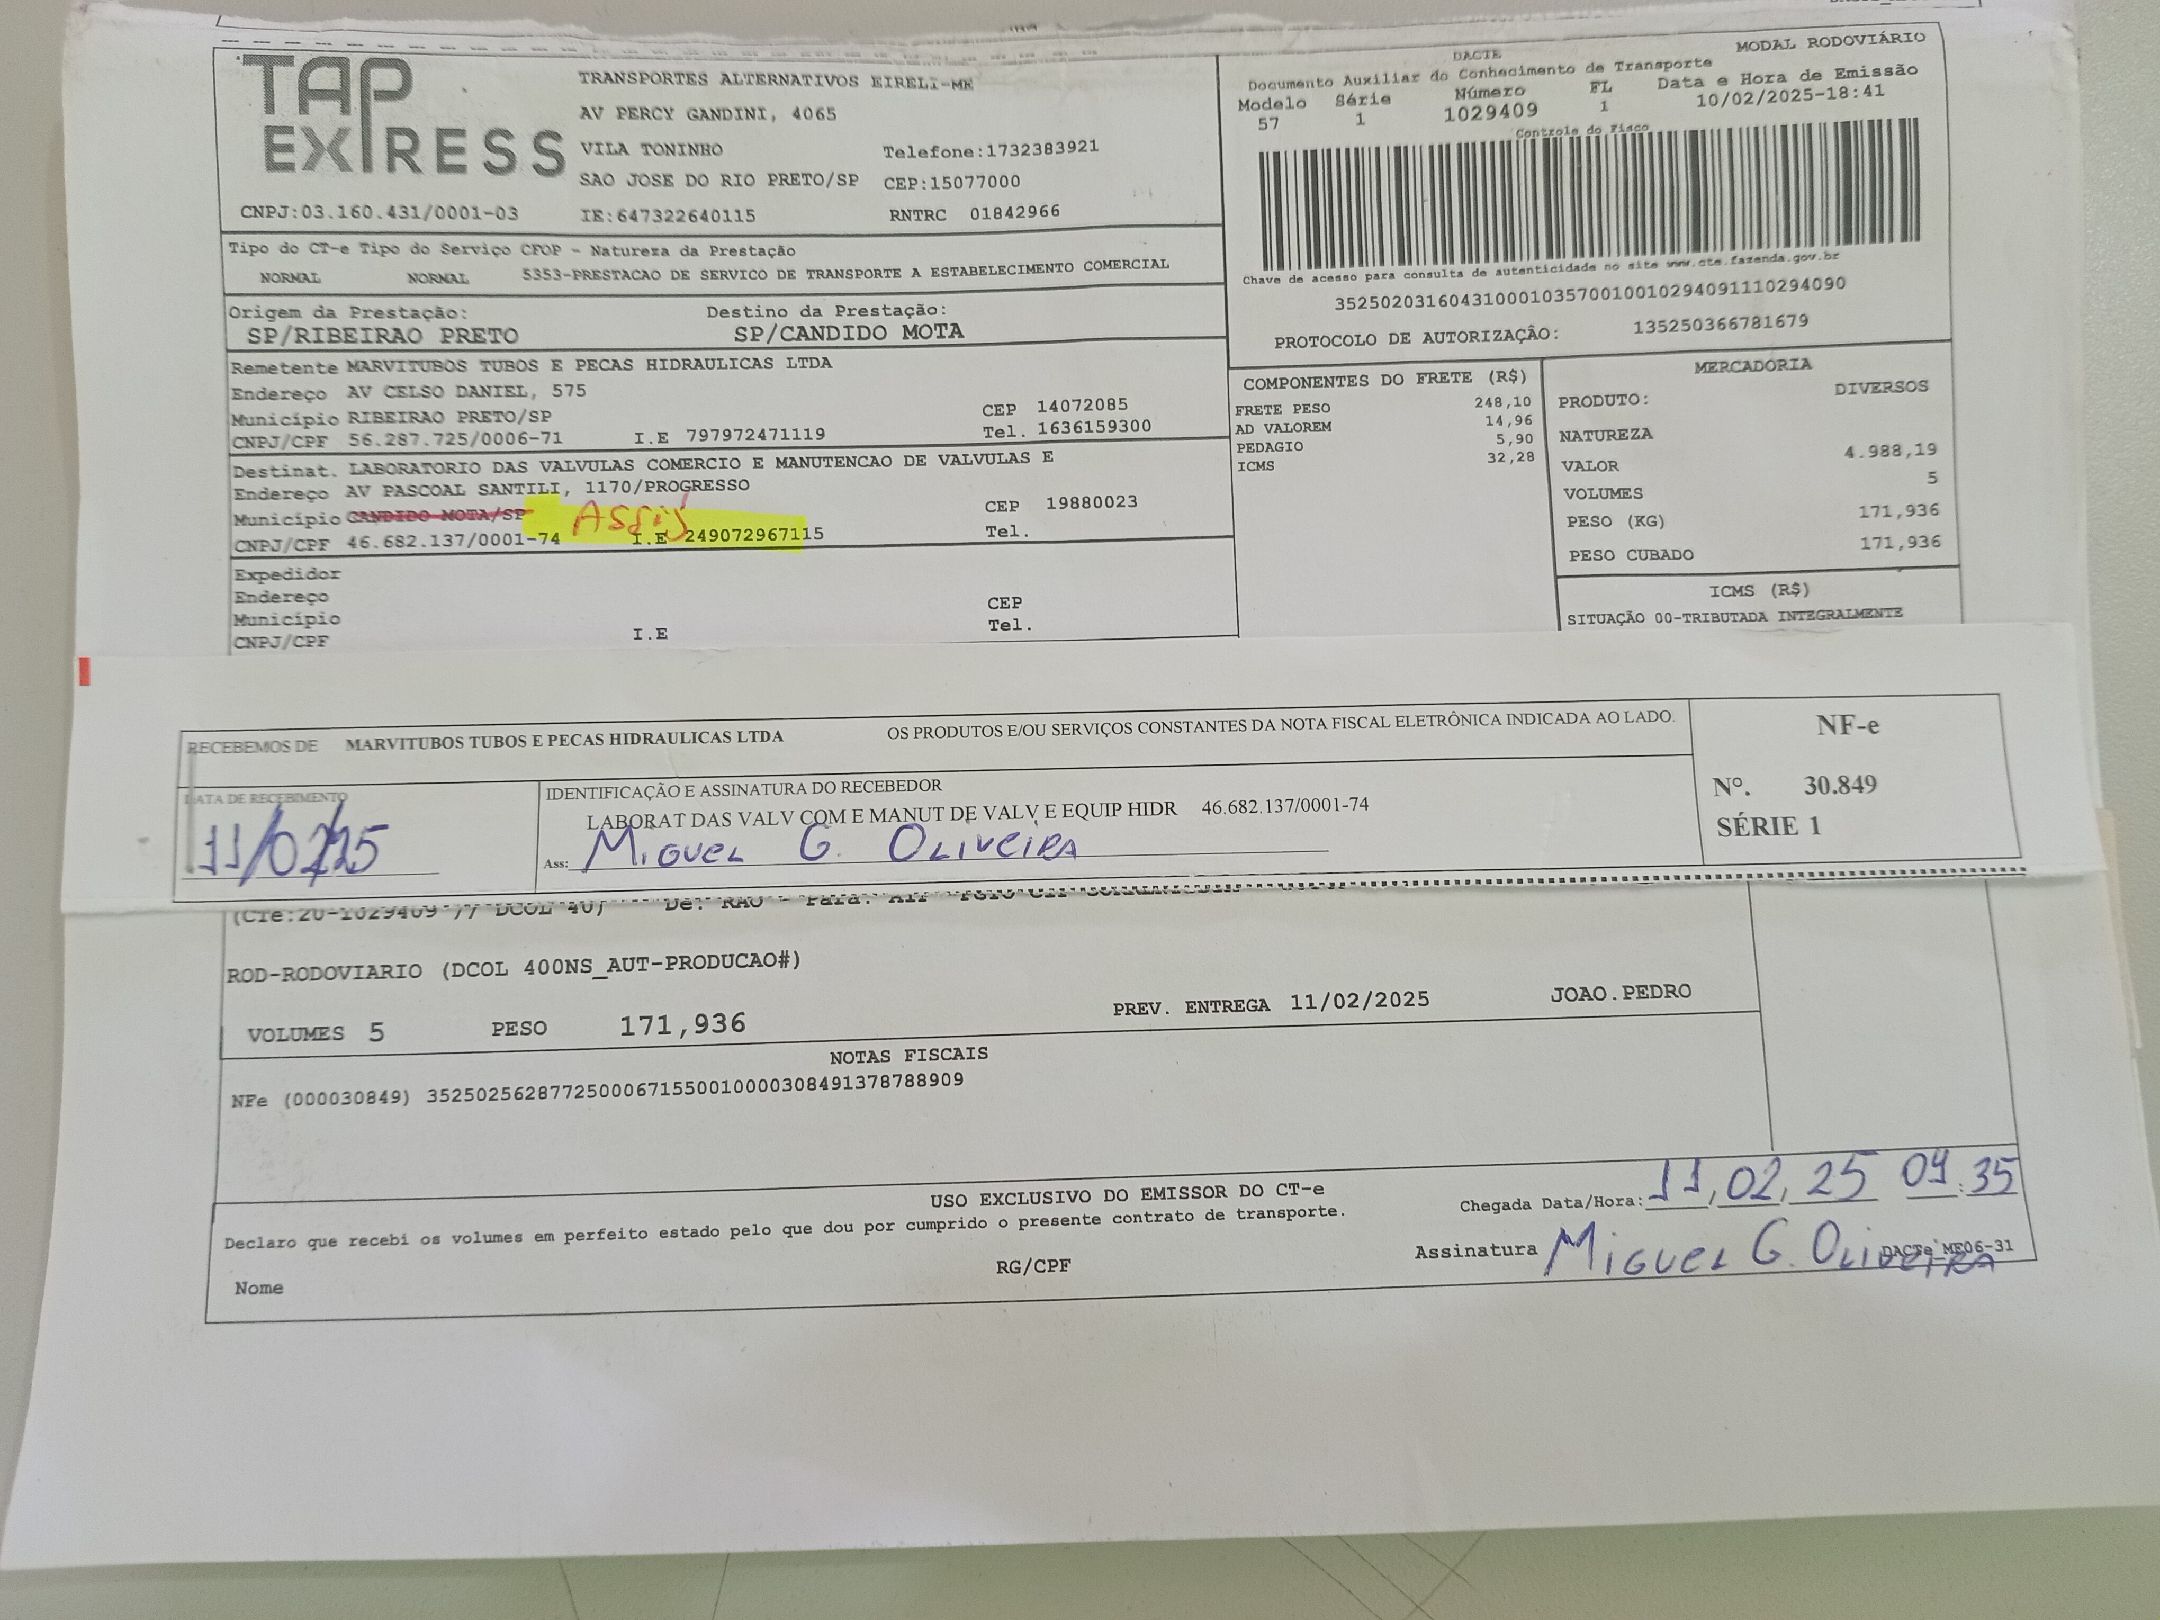 TAP EXPRESS
TRANSPORTES ALTERNATIVOS EIRELI-ME
AV PERCY GANDINI, 4065
VILA TONINHO Telefone:1732383921
SAO JOSE DO RIO PRETO/SP CEP:15077000
CNPJ:03.160.431/0001-03 IE:647322640115 RNTRC 01842966
DACTE MODAL RODOVIÁRIO
Documento Auxiliar do Conhecimento de Transporte
Modelo Série Número FL Data e Hora de Emissão
57 1 1029409 1 10/02/2025-18:41
Controle do Fisco
Chave de acesso para consulta de autenticidade no site www.cte.fazenda.gov.br
35250203160431000103570010010294091110294090
PROTOCOLO DE AUTORIZAÇÃO: 135250366781679
Tipo do CT-e Tipo do Serviço CFOP - Natureza da Prestação
NORMAL NORMAL 5353-PRESTACAO DE SERVICO DE TRANSPORTE A ESTABELECIMENTO COMERCIAL
Origem da Prestação: Destino da Prestação:
SP/RIBEIRAO PRETO SP/CANDIDO MOTA
Remetente MARVITUBOS TUBOS E PECAS HIDRAULICAS LTDA
Endereço AV CELSO DANIEL, 575
Município RIBEIRAO PRETO/SP CEP 14072085
CNPJ/CPF 56.287.725/0006-71 I.E 797972471119 Tel. 1636159300
Destinat. LABORATORIO DAS VALVULAS COMERCIO E MANUTENCAO DE VALVULAS E
Endereço AV PASCOAL SANTILI, 1170/PROGRESSO
Município CANDIDO MOTA/SP Assis CEP 19880023
CNPJ/CPF 46.682.137/0001-74 I.E 249072967115 Tel.
Expedidor
Endereço
Município CEP
CNPJ/CPF I.E Tel.
COMPONENTES DO FRETE (R$)
FRETE PESO 248,10
AD VALOREM 14,96
PEDAGIO 5,90
ICMS 32,28
MERCADORIA
PRODUTO: DIVERSOS
NATUREZA
VALOR 4.988,19
VOLUMES 5
PESO (KG) 171,936
PESO CUBADO 171,936
ICMS (R$)
SITUAÇÃO 00-TRIBUTADA INTEGRALMENTE
RECEBEMOS DE MARVITUBOS TUBOS E PECAS HIDRAULICAS LTDA OS PRODUTOS E/OU SERVIÇOS CONSTANTES DA NOTA FISCAL ELETRÔNICA INDICADA AO LADO.
DATA DE RECEBIMENTO
11/02/25
IDENTIFICAÇÃO E ASSINATURA DO RECEBEDOR
LABORAT DAS VALV COM E MANUT DE VALV E EQUIP HIDR 46.682.137/0001-74
Ass: MIGUEL G. OLIVEIRA
NF-e
Nº. 30.849
SÉRIE 1
(Cte:20-1029409 // DCOL 40) De: RAO - Para:
ROD-RODOVIARIO (DCOL 400NS_AUT-PRODUCAO#)
VOLUMES 5 PESO 171,936 PREV. ENTREGA 11/02/2025 JOAO.PEDRO
NOTAS FISCAIS
NFe (000030849) 35250256287725000671550010000308491378788909
USO EXCLUSIVO DO EMISSOR DO CT-e
Declaro que recebi os volumes em perfeito estado pelo que dou por cumprido o presente contrato de transporte.
Nome RG/CPF
Chegada Data/Hora: 11,02,25 09:35
Assinatura MIGUEL G. OLIVEIRA
DACTe_ME06-31